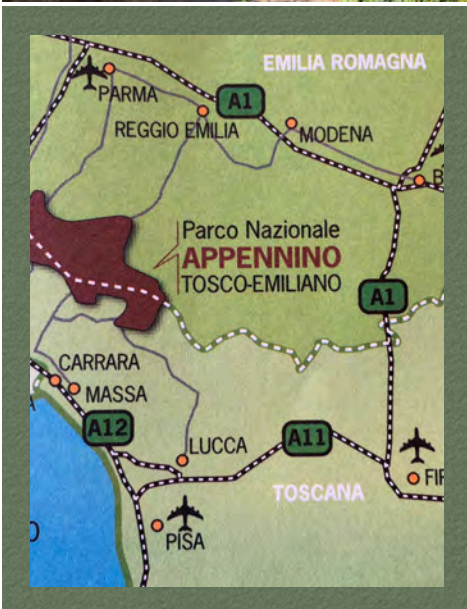 EMILIA ROMAGNA
PARMA
A1
REGGIO EMILIA
MODENA
Parco Nazionale
APPENNINO
TOSCO-EMILIANO
A1
CARRARA
MASSA
A12
LUCCA
A11
TOSCANA
PISA